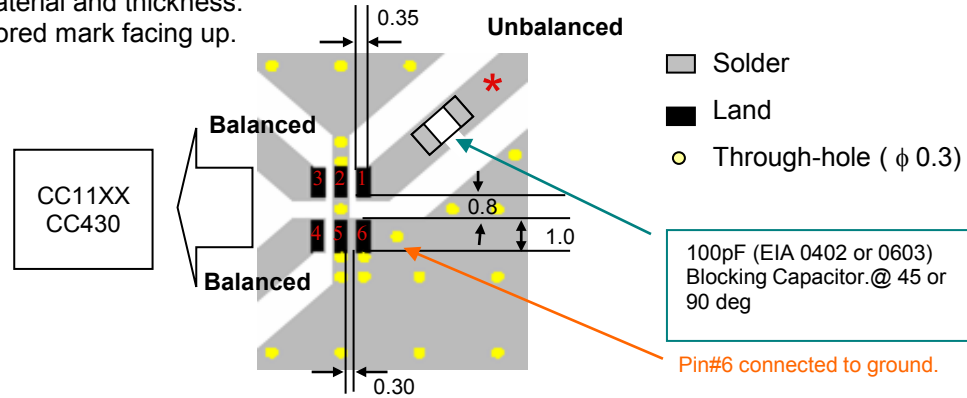 aterial and thickness.
ored mark facing up.
0.35
Unbalanced
*
Solder
Land
Through-hole ( ϕ 0.3)
Balanced
3 2 1
CC11XX
CC430
0.8
4 5 6
1.0
Balanced
100pF (EIA 0402 or 0603)
Blocking Capacitor.@ 45 or
90 deg
Pin#6 connected to ground.
0.30